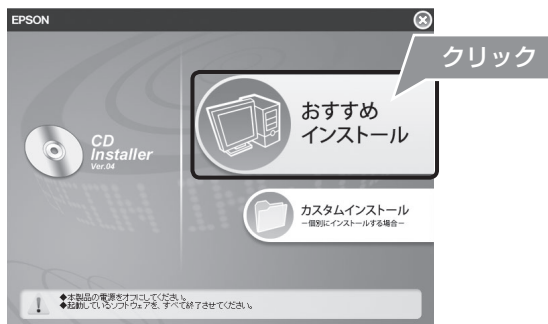 EPSON
クリック
おすすめ
インストール
CD
Installer
Ver.04
カスタムインストール
－個別にインストールする場合－
◆本製品の電源をオフにしてください。
◆起動しているソフトウェアを、すべて終了させてください。